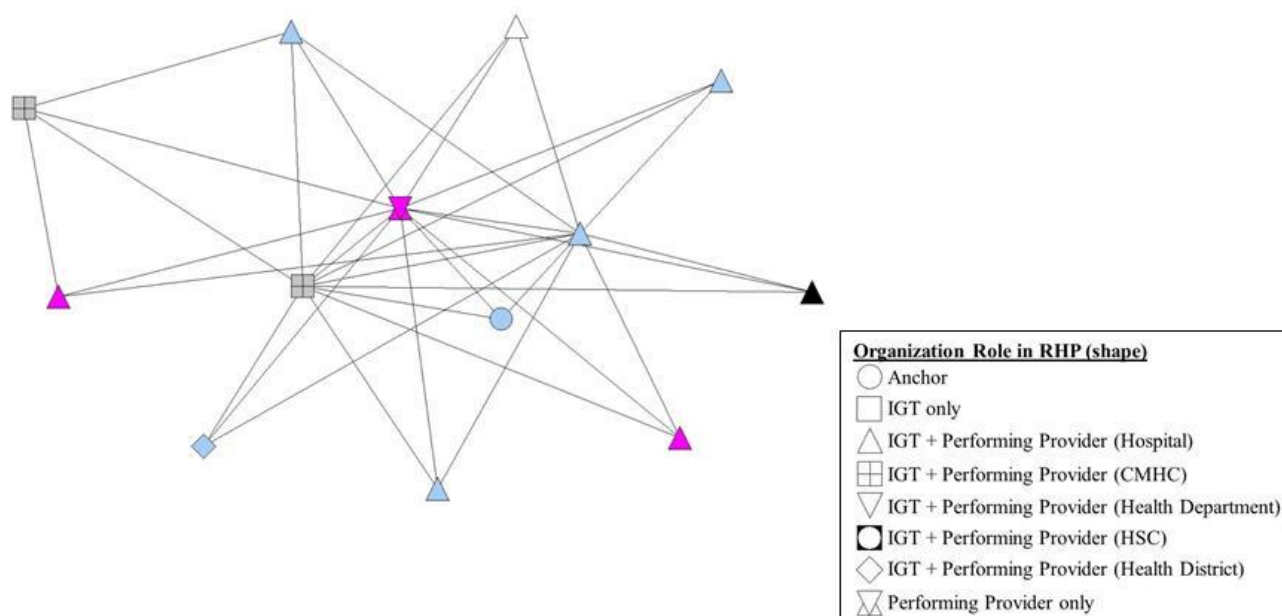 Organization Role in RHP (shape)
Anchor
IGT only
IGT + Performing Provider (Hospital)
IGT + Performing Provider (CMHC)
IGT + Performing Provider (Health Department)
IGT + Performing Provider (HSC)
IGT + Performing Provider (Health District)
Performing Provider only